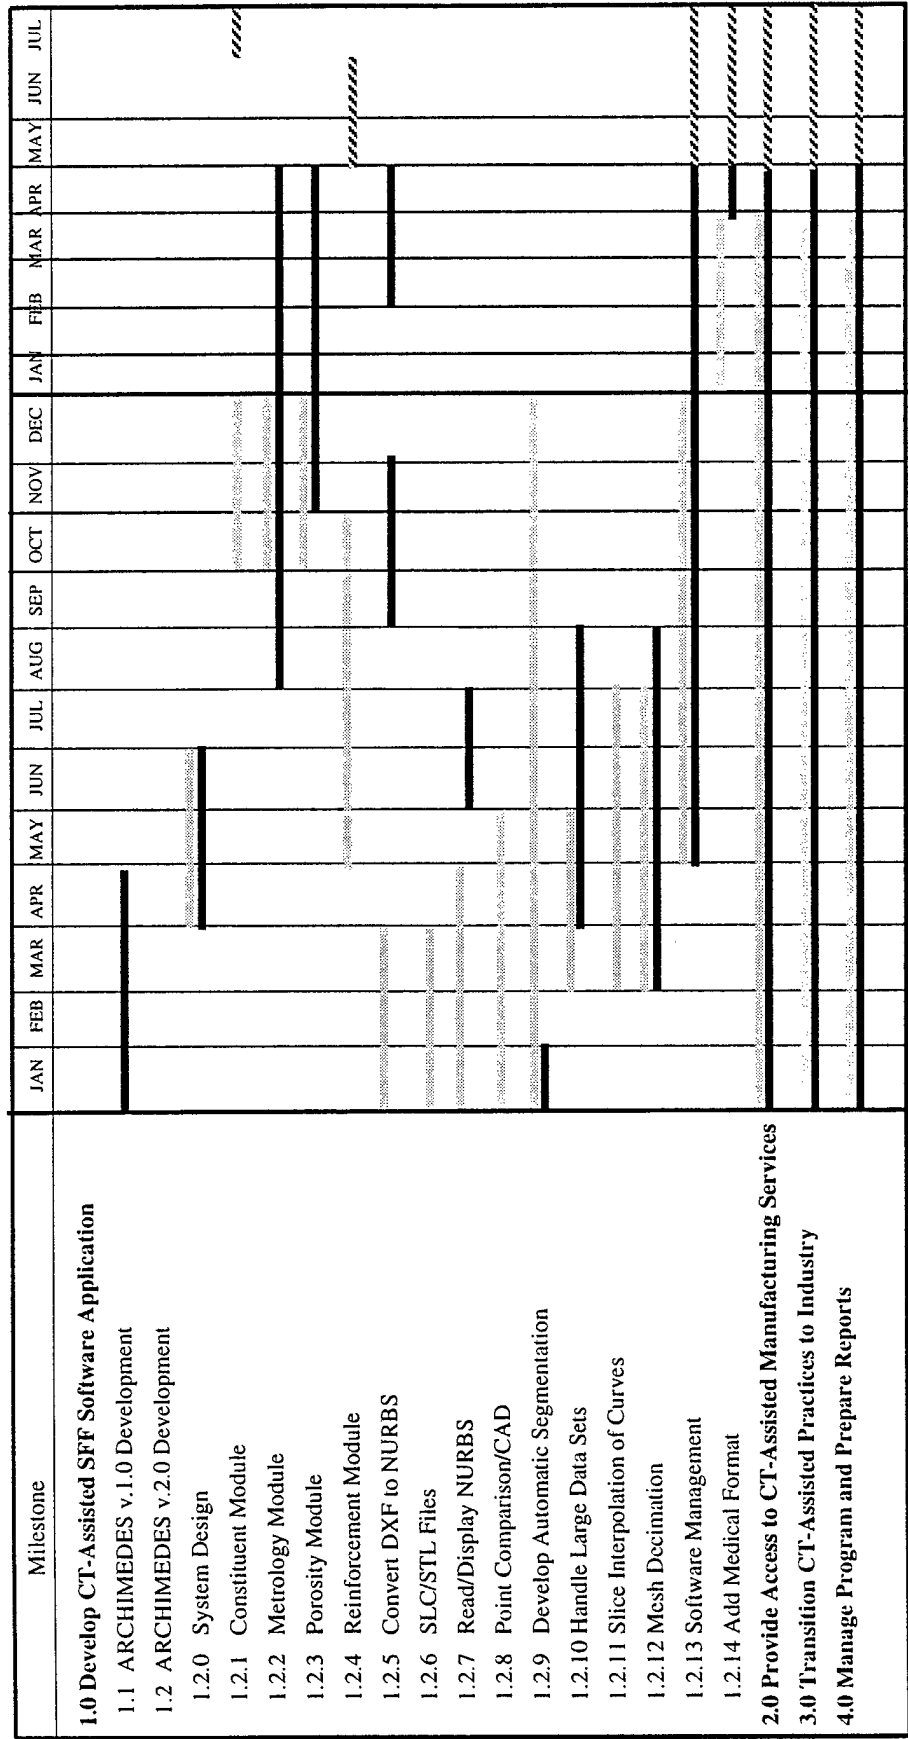 Milestone JAN FEB MAR APR MAY JUN JUL AUG SEP OCT NOV DEC JAN FEB MAR APR MAY JUN JUL
1.0 Develop CT-Assisted SFF Software Application
1.1 ARCHIMEDES v.1.0 Development
1.2 ARCHIMEDES v.2.0 Development
1.2.0 System Design
1.2.1 Constituent Module
1.2.2 Metrology Module
1.2.3 Porosity Module
1.2.4 Reinforcement Module
1.2.5 Convert DXF to NURBS
1.2.6 SLC/STL Files
1.2.7 Read/Display NURBS
1.2.8 Point Comparison/CAD
1.2.9 Develop Automatic Segmentation
1.2.10 Handle Large Data Sets
1.2.11 Slice Interpolation of Curves
1.2.12 Mesh Decimation
1.2.13 Software Management
1.2.14 Add Medical Format
2.0 Provide Access to CT-Assisted Manufacturing Services
3.0 Transition CT-Assisted Practices to Industry
4.0 Manage Program and Prepare Reports